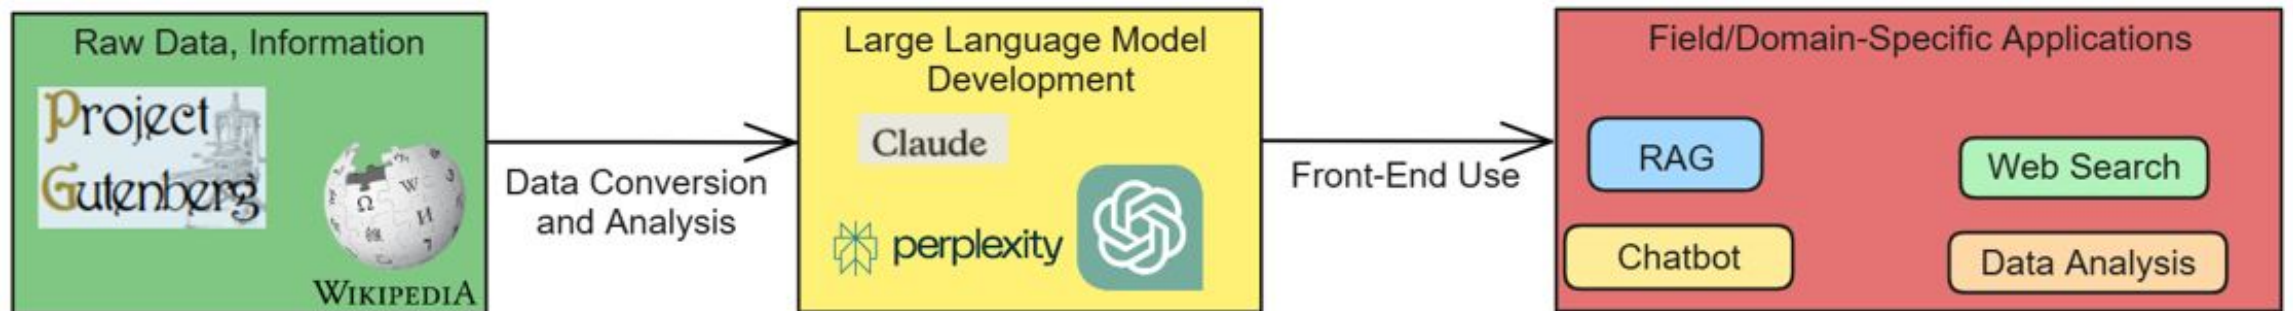 Raw Data, Information
Project
Gutenberg
WIKIPEDIA
Data Conversion
and Analysis
Large Language Model
Development
Claude
perplexity
Front-End Use
Field/Domain-Specific Applications
RAG
Web Search
Chatbot
Data Analysis